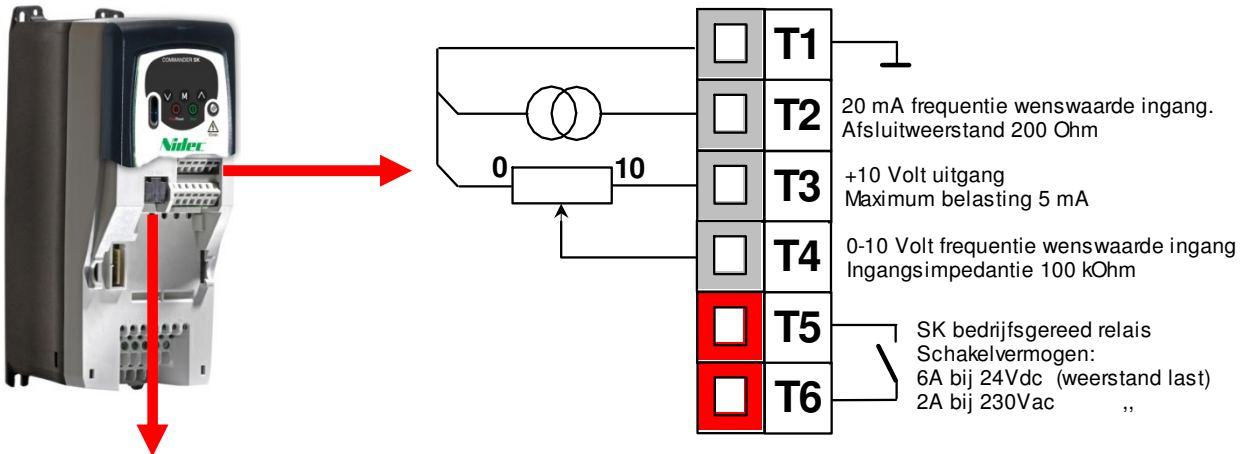 COMMANDER SK
V M
Nidec
0 10
T1
T2
20 mA frequentie wenswaarde ingang.
Afsluitweerstand 200 Ohm
T3
+10 Volt uitgang
Maximum belasting 5 mA
T4
0-10 Volt frequentie wenswaarde ingang
Ingangsimpedantie 100 kOhm
T5
T6
SK bedrijfsgereed relais
Schakelvermogen:
6A bij 24Vdc (weerstand last)
2A bij 230Vac ,,